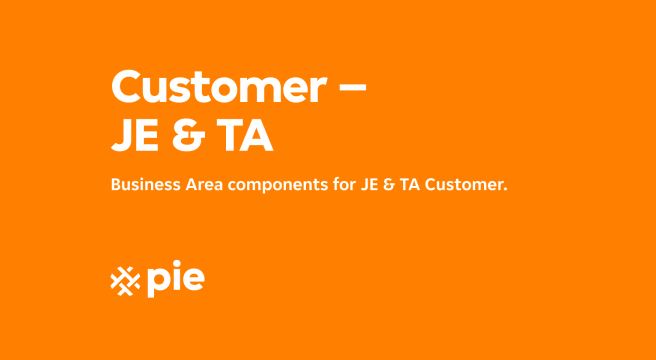 Customer –
JE & TA
Business Area components for JE & TA Customer.
pie